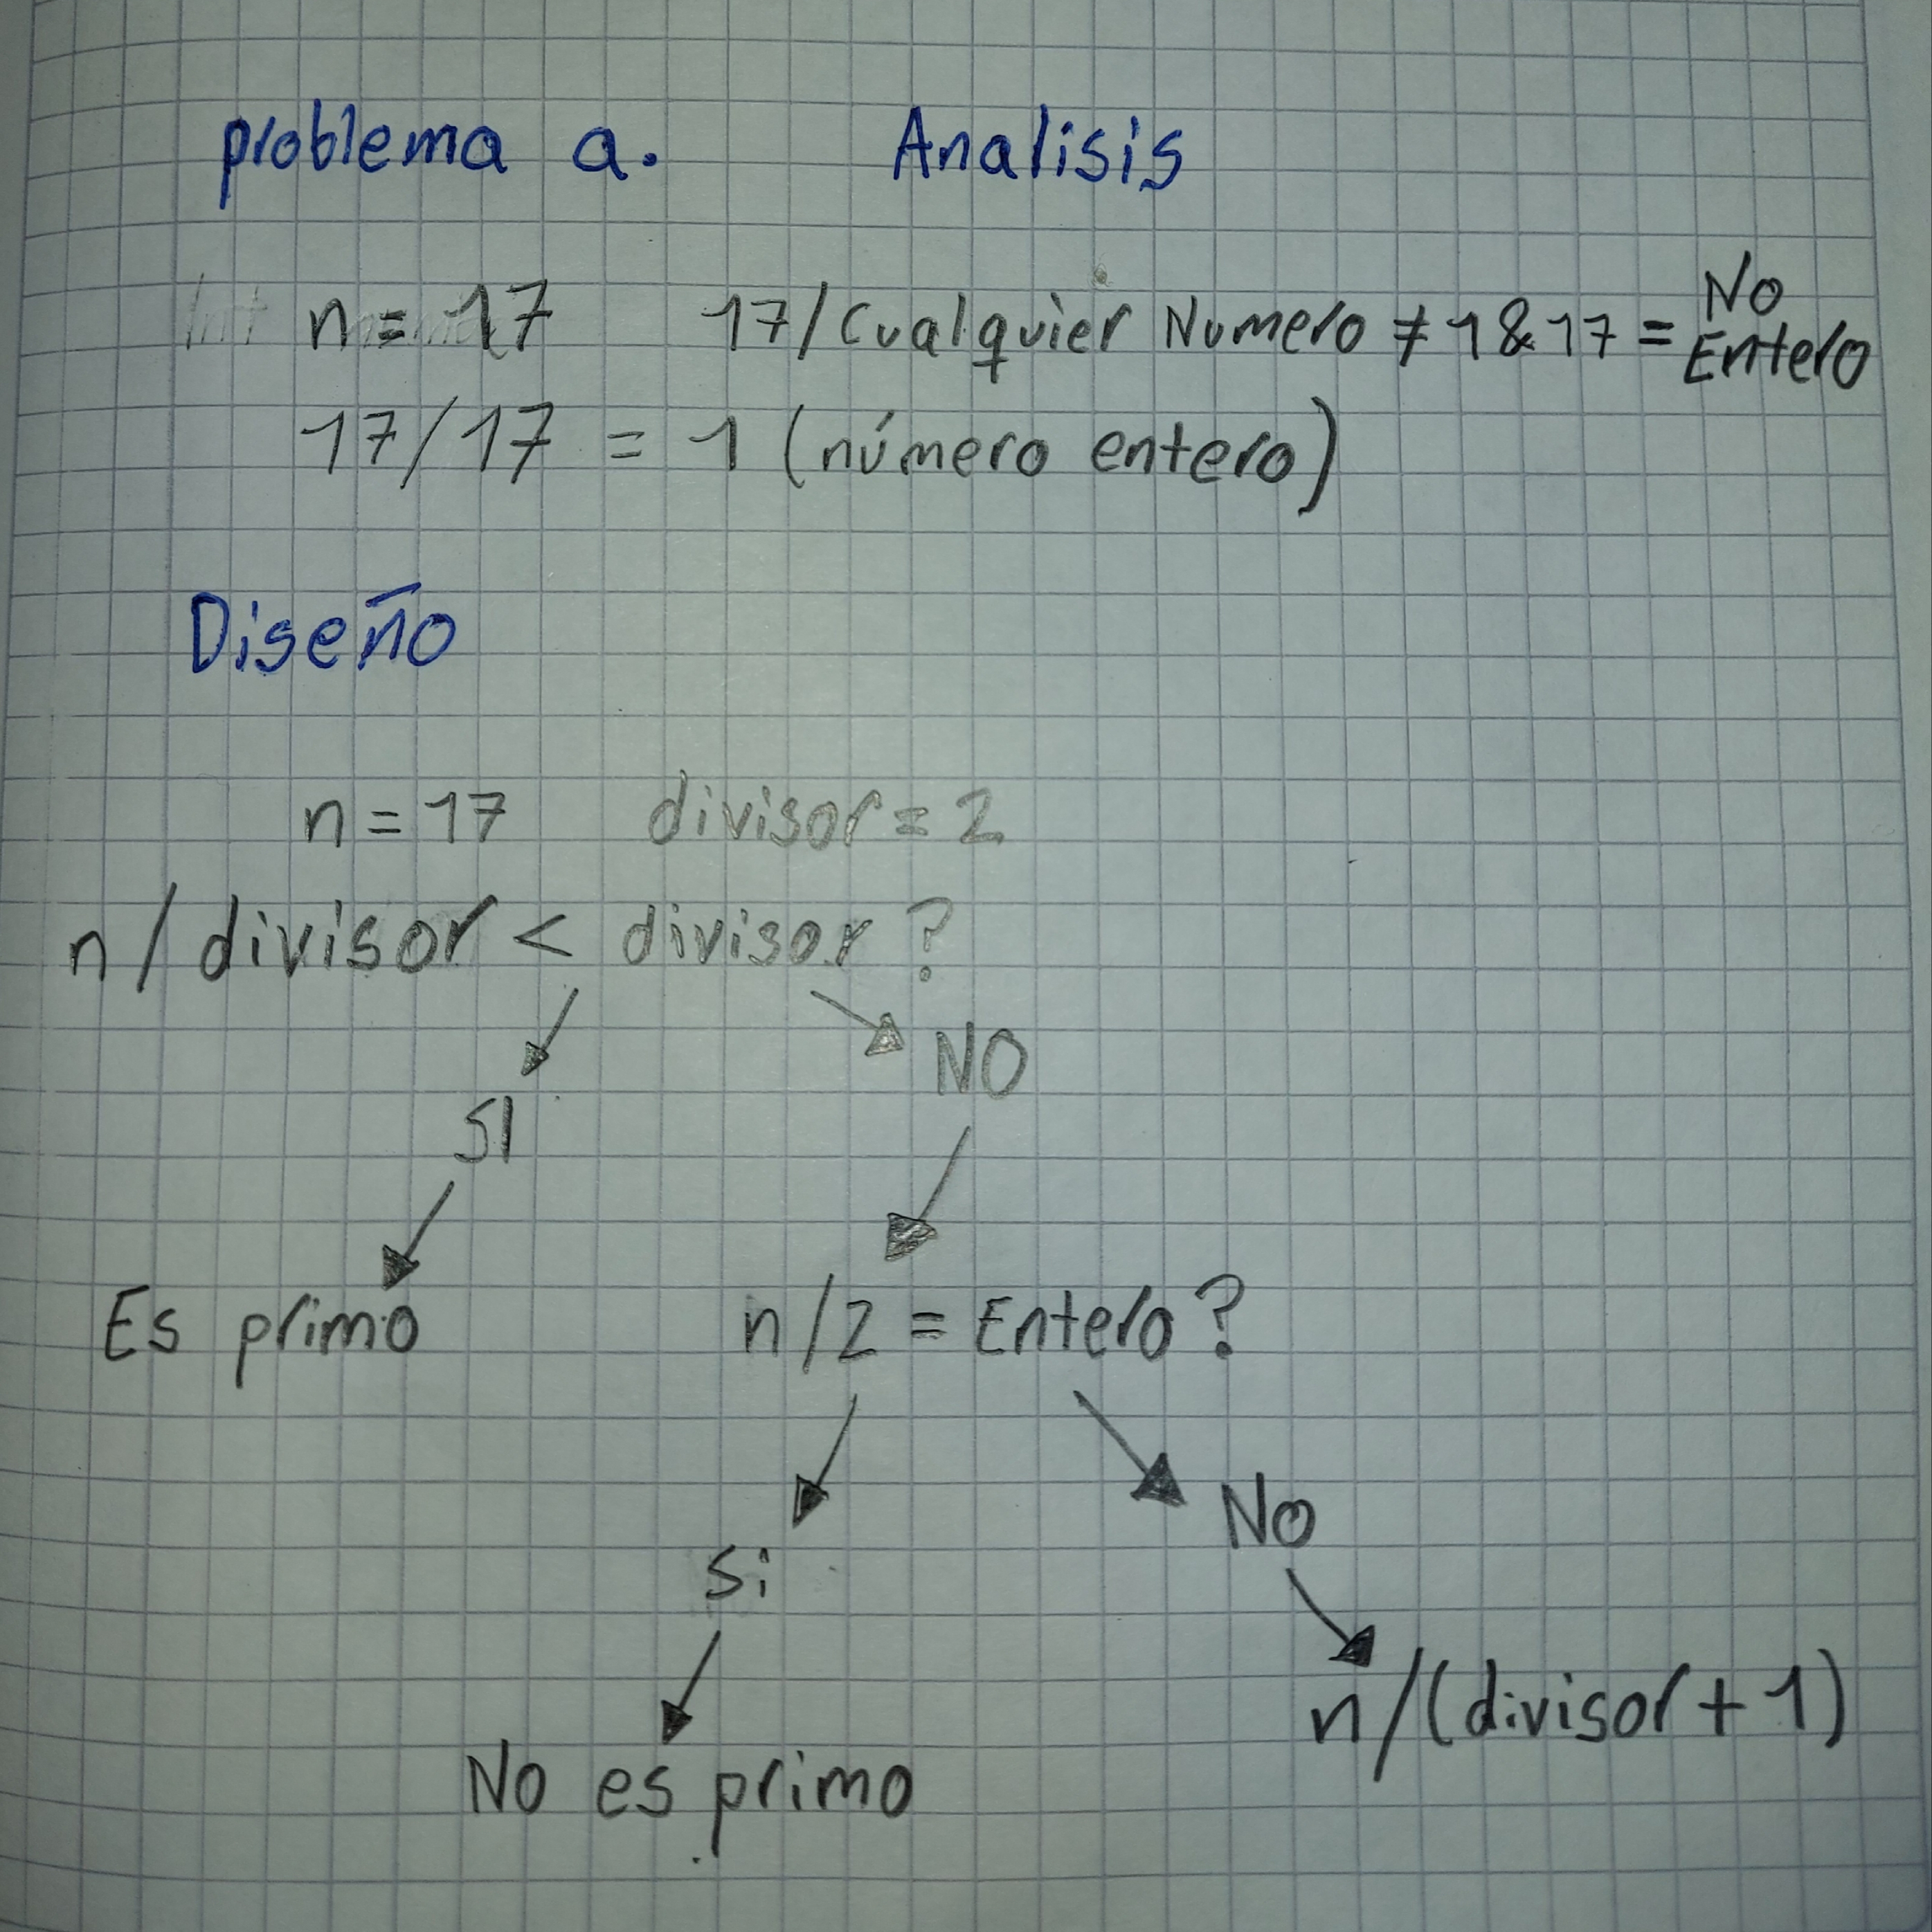 problema a. Analisis
Int n = 17 17/Cualquier Numero ≠ 1 & 17 = No Entero
17/17 = 1 (número entero)
Diseño
n = 17 divisor = 2
n / divisor < divisor ?
SI NO
Es primo n/2 = Entero?
Si No
n/(divisor + 1)
No es primo